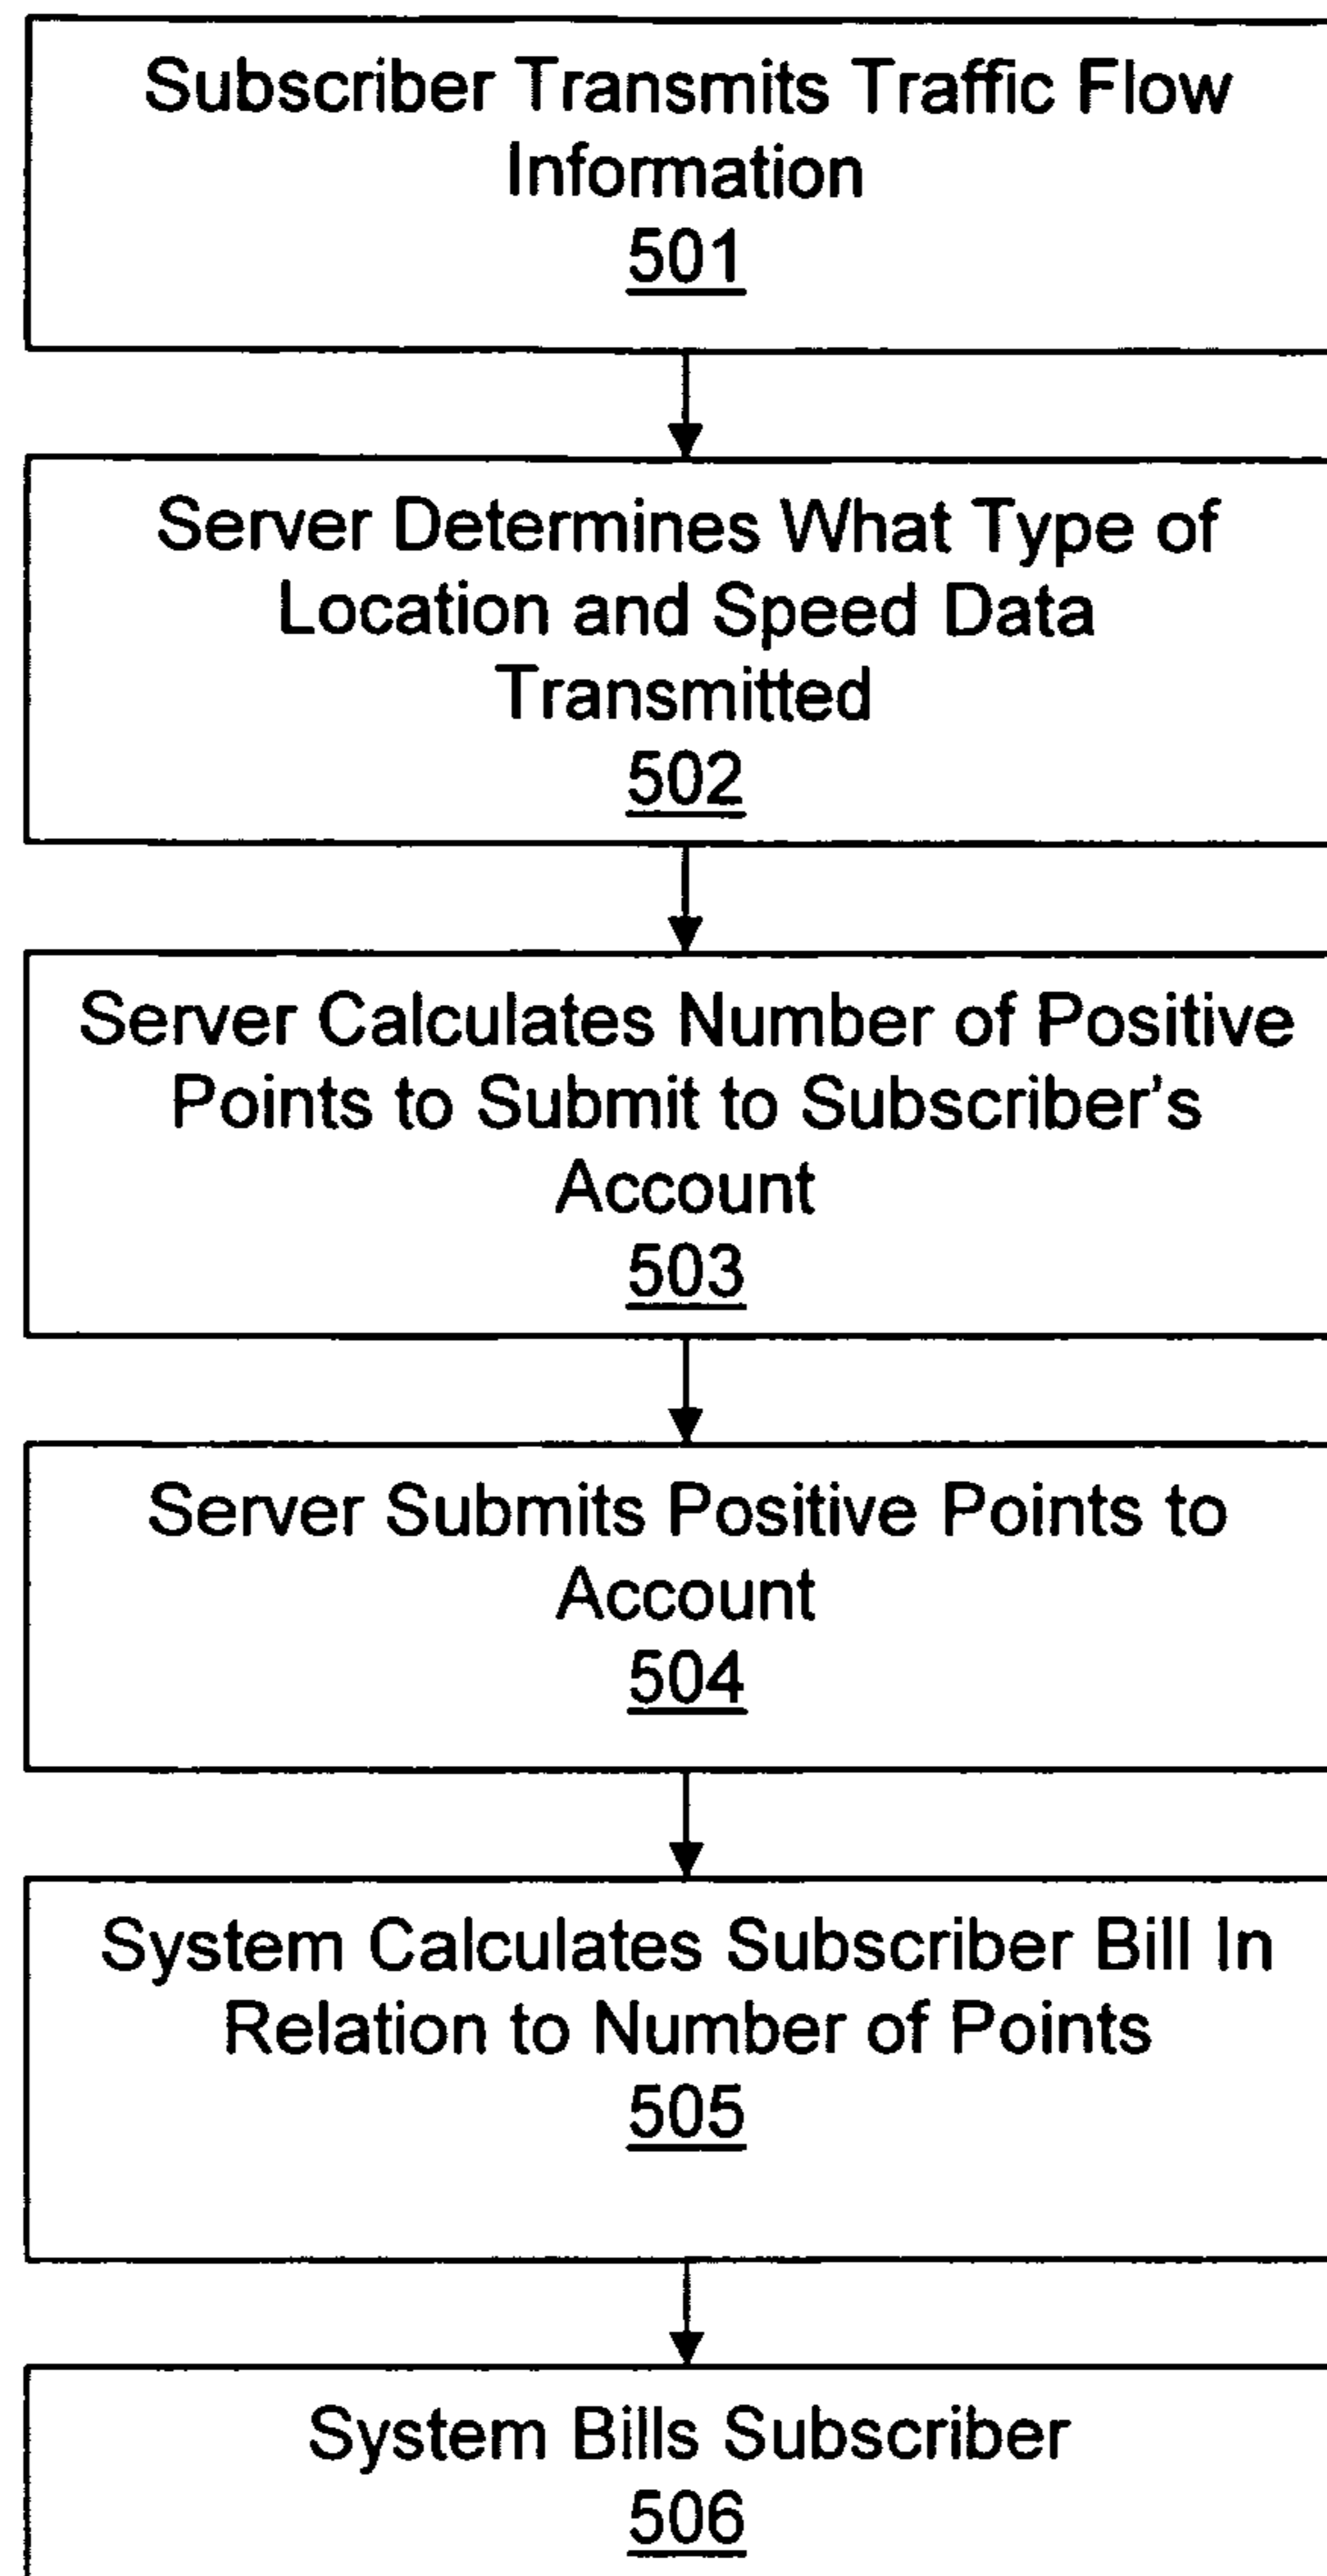 Subscriber Transmits Traffic Flow
Information
501
Server Determines What Type of
Location and Speed Data
Transmitted
502
Server Calculates Number of Positive
Points to Submit to Subscriber's
Account
503
Server Submits Positive Points to
Account
504
System Calculates Subscriber Bill In
Relation to Number of Points
505
System Bills Subscriber
506